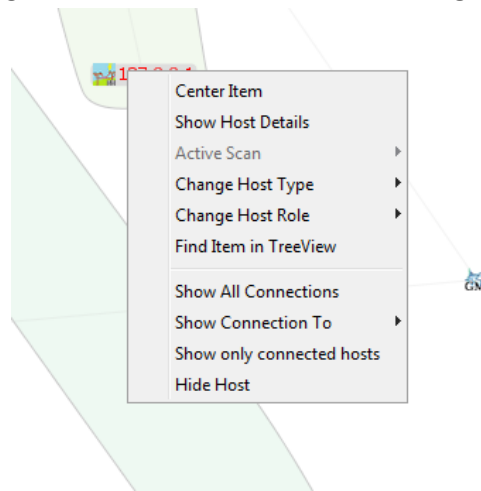 Center Item
Show Host Details
Active Scan
Change Host Type
Change Host Role
Find Item in TreeView
Show All Connections
Show Connection To
Show only connected hosts
Hide Host